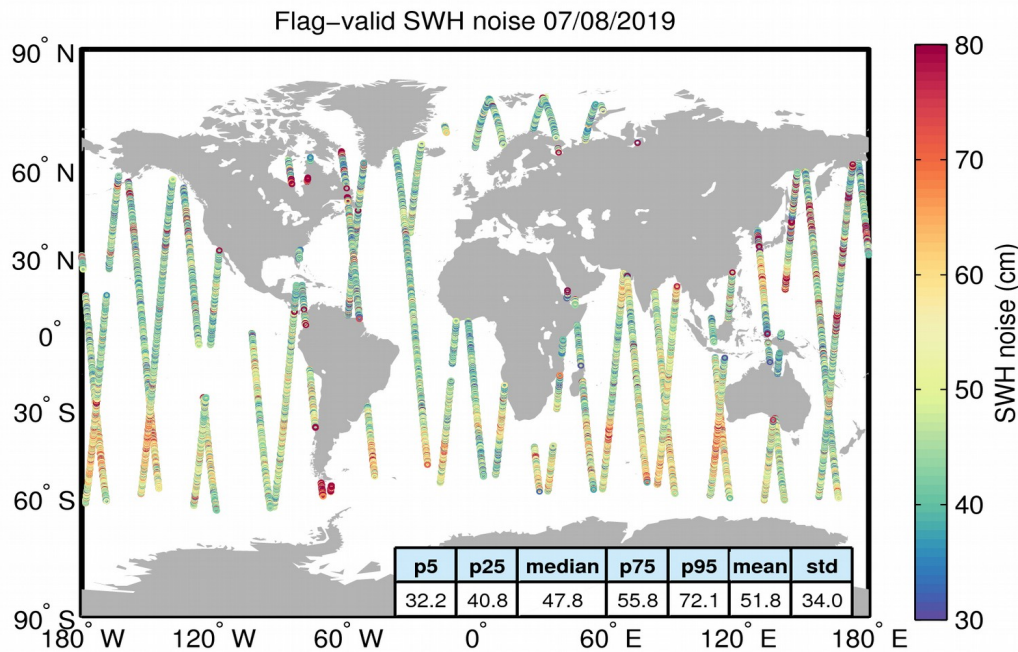 Flag−valid SWH noise 07/08/2019
90° N
60° N
30° N
0°
30° S
60° S
90° S
180° W
120° W
60° W
0°
60° E
120° E
180° E
p5 p25 median p75 p95 mean std
32.2 40.8 47.8 55.8 72.1 51.8 34.0
80
70
60
50
40
30
SWH noise (cm)